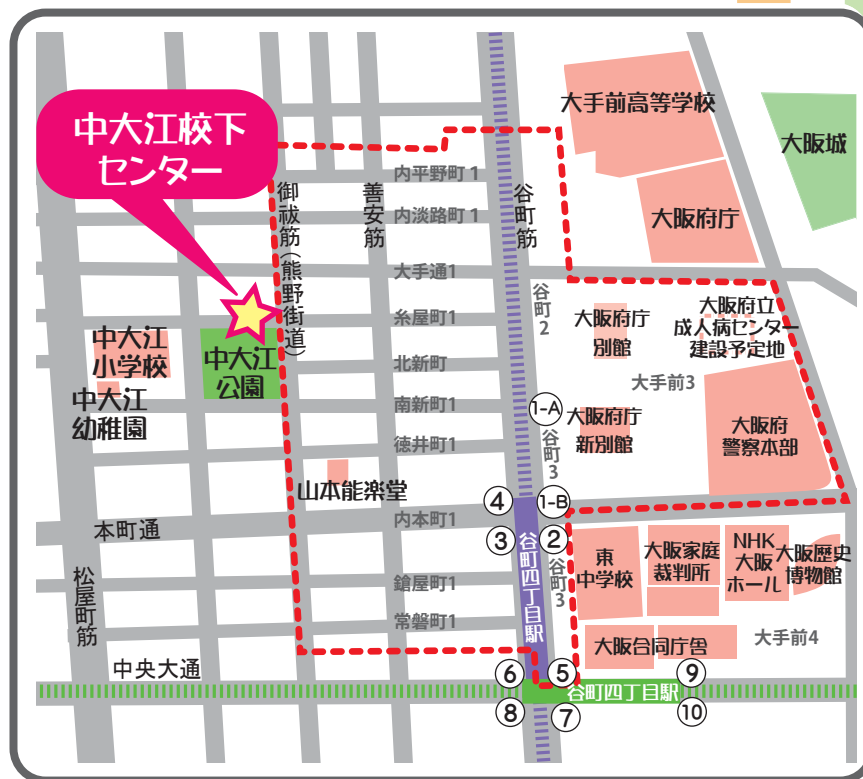 大手前高等学校
中大江校下
センター
大阪城
内平野町1
御祓筋(熊野街道)
善安筋
谷町筋
内淡路町1
大阪府庁
大手通1
谷町2
糸屋町1
大阪府庁
別館
大阪府立
成人病センター
建設予定地
中大江
小学校
中大江
公園
北新町
大手前3
中大江
幼稚園
南新町1
1-A
大阪府庁
新別館
大阪府
警察本部
徳井町1
谷町3
山本能楽堂
4
1-B
本町通
内本町1
3
谷町四丁目駅
2
谷町3
東
中学校
大阪家庭
裁判所
NHK
大阪
ホール
大阪歴史
博物館
松屋町筋
鎗屋町1
常磐町1
大阪合同庁舎
大手前4
中央大通
6
5
谷町四丁目駅
9
8
7
10